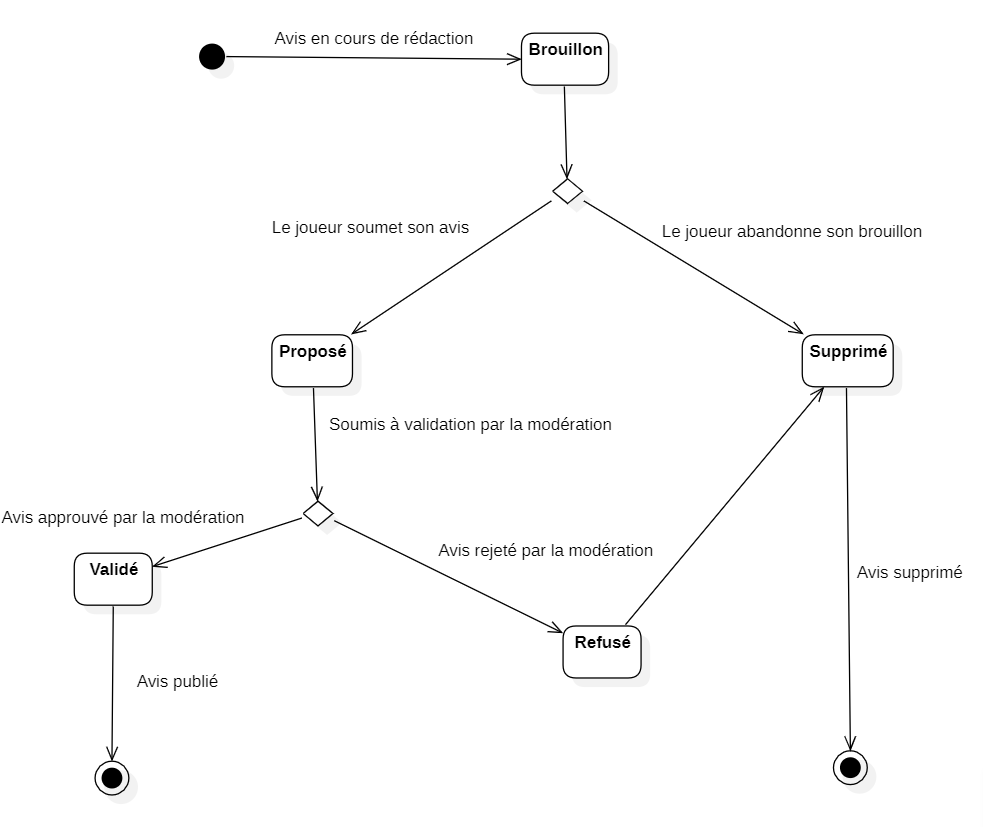 Avis en cours de rédaction
Brouillon
Le joueur soumet son avis
Le joueur abandonne son brouillon
Proposé
Supprimé
Soumis à validation par la modération
Avis approuvé par la modération
Avis rejeté par la modération
Validé
Avis supprimé
Refusé
Avis publié